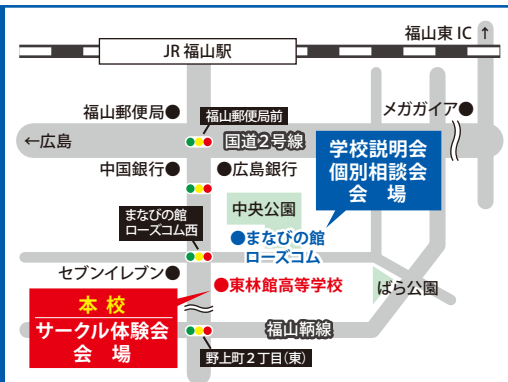 福山東 IC ↑
JR 福山駅
福山郵便局●
福山郵便局前
メガガイア●
←広島
国道2号線
学校説明会
個別相談会
会 場
中国銀行●
●広島銀行
中央公園
まなびの館
ローズコム西
●まなびの館
ローズコム
セブンイレブン●
●東林館高等学校
ばら公園
本 校
サークル体験会
会 場
福山鞆線
野上町2丁目(東)